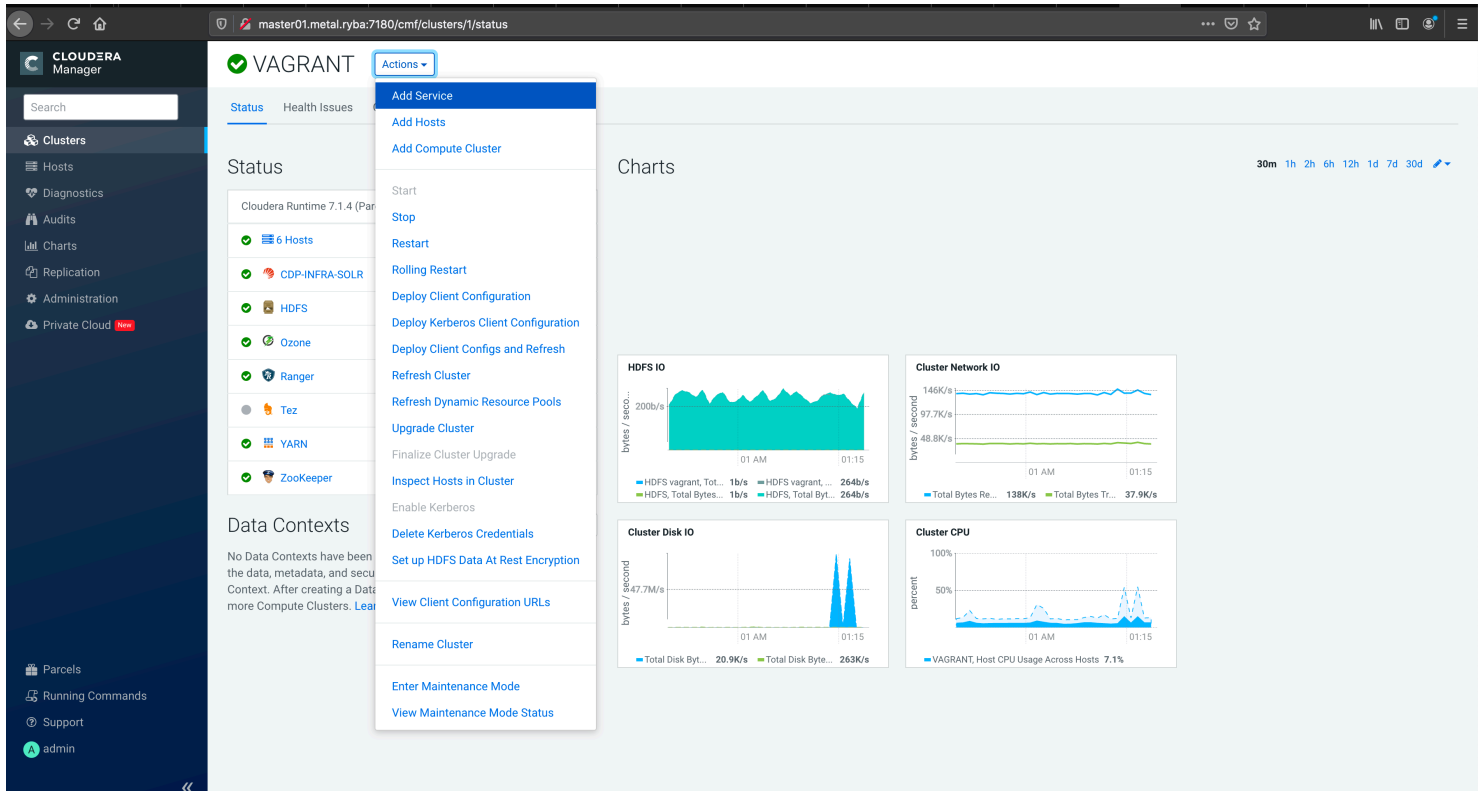 master01.metal.ryba:7180/cmf/clusters/1/status
CLOUDERA
Manager
Search
Clusters
Hosts
Diagnostics
Audits
Charts
Replication
Administration
Private Cloud New
Parcels
Running Commands
Support
A admin
VAGRANT Actions
Status Health Issues
Add Service
Add Hosts
Add Compute Cluster
Start
Stop
Restart
Rolling Restart
Deploy Client Configuration
Deploy Kerberos Client Configuration
Deploy Client Configs and Refresh
Refresh Cluster
Refresh Dynamic Resource Pools
Upgrade Cluster
Finalize Cluster Upgrade
Inspect Hosts in Cluster
Enable Kerberos
Delete Kerberos Credentials
Set up HDFS Data At Rest Encryption
View Client Configuration URLs
Rename Cluster
Enter Maintenance Mode
View Maintenance Mode Status
Status
Cloudera Runtime 7.1.4 (Par
6 Hosts
CDP-INFRA-SOLR
HDFS
Ozone
Ranger
Tez
YARN
ZooKeeper
Data Contexts
No Data Contexts have been
the data, metadata, and secu
Context. After creating a Data
more Compute Clusters. Lear
Charts
30m 1h 2h 6h 12h 1d 7d 30d
HDFS IO
bytes / seco...
200b/s
01 AM 01:15
HDFS vagrant, Tot... 1b/s HDFS vagrant, ... 264b/s
HDFS, Total Bytes... 1b/s HDFS, Total Byt... 264b/s
Cluster Network IO
bytes / second
146K/s
97.7K/s
48.8K/s
01 AM 01:15
Total Bytes Re... 138K/s Total Bytes Tr... 37.9K/s
Cluster Disk IO
bytes / second
47.7M/s
01 AM 01:15
Total Disk Byt... 20.9K/s Total Disk Byte... 263K/s
Cluster CPU
percent
100%
50%
01 AM 01:15
VAGRANT, Host CPU Usage Across Hosts 7.1%